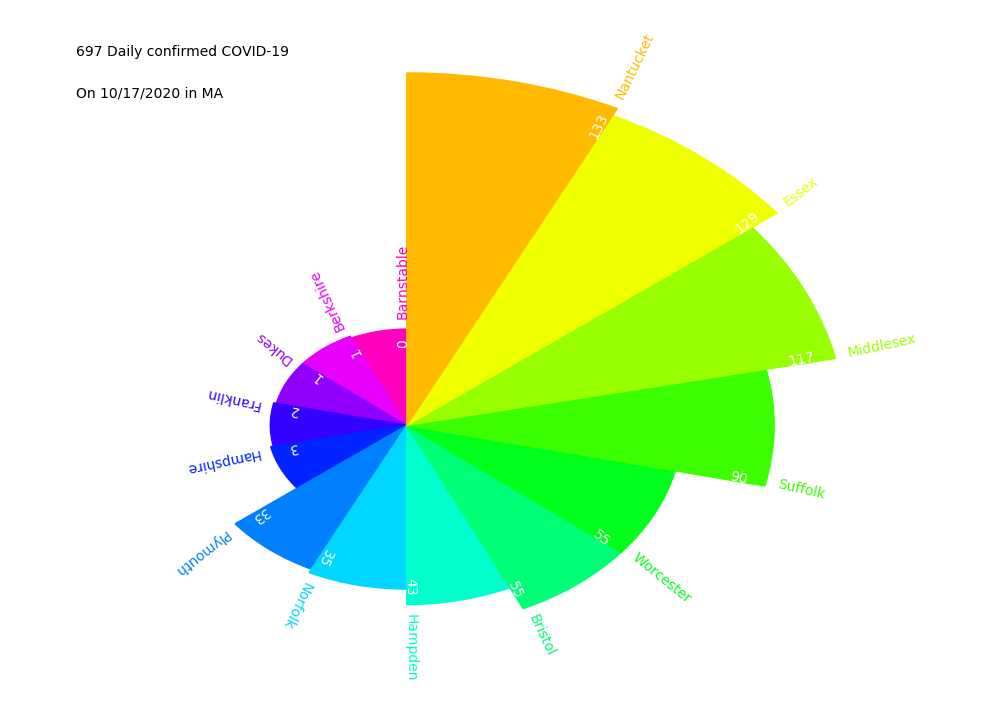 697 Daily confirmed COVID-19
On 10/17/2020 in MA
Nantucket
133
Essex
129
Middlesex
117
Suffolk
90
Worcester
55
Bristol
55
Hampden
43
Norfolk
35
Plymouth
33
Hampshire
3
Franklin
2
Dukes
1
Berkshire
1
Barnstable
0